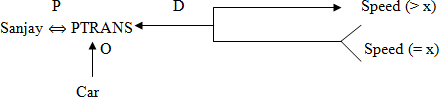 P D Speed (> x)
Sanjay ⇔ PTRANS
O Speed (= x)
Car